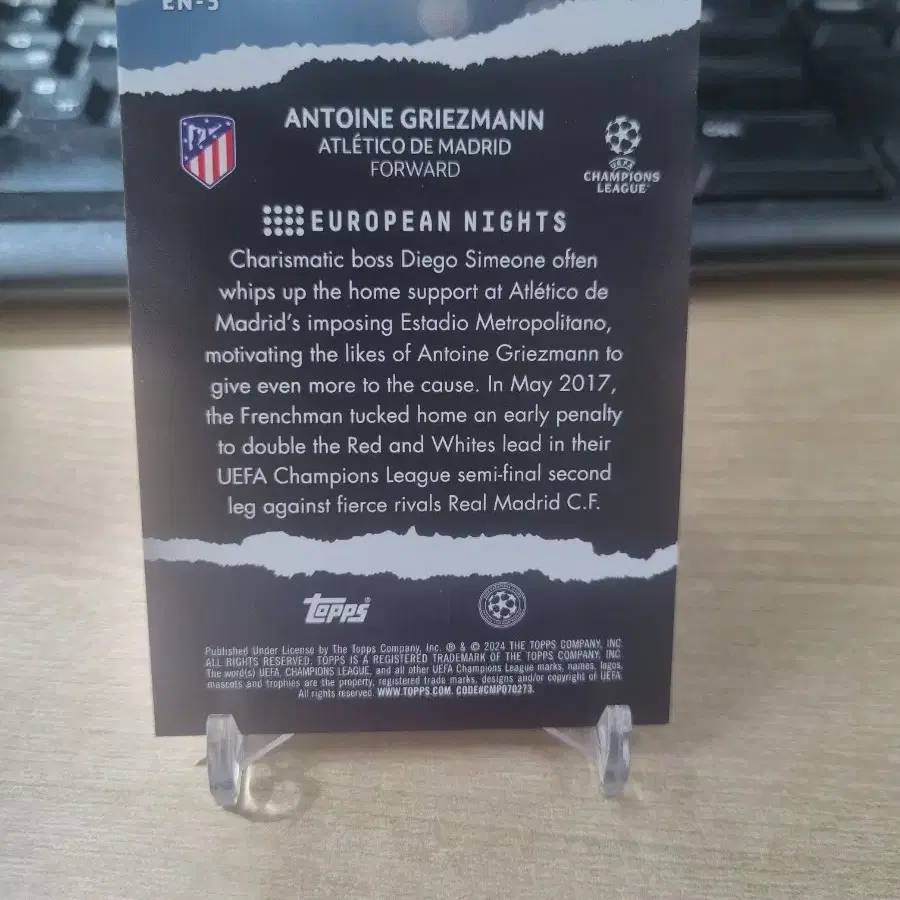 EN-5
ANTOINE GRIEZMANN
ATLÉTICO DE MADRID
FORWARD
UEFA
CHAMPIONS
LEAGUE
EUROPEAN NIGHTS
Charismatic boss Diego Simeone often
whips up the home support at Atlético de
Madrid's imposing Estadio Metropolitano,
motivating the likes of Antoine Griezmann to
give even more to the cause. In May 2017,
the Frenchman tucked home an early penalty
to double the Red and Whites lead in their
UEFA Champions League semi-final second
leg against fierce rivals Real Madrid C.F.
topps®
Published Under License by The Topps Company, Inc. ® & © 2024 THE TOPPS COMPANY, INC.
ALL RIGHTS RESERVED. TOPPS IS A REGISTERED TRADEMARK OF THE TOPPS COMPANY, INC.
The word(s) UEFA, CHAMPIONS LEAGUE, and all other UEFA Champions League marks, names, logos,
mascots and trophies are the property, registered trade marks, designs and/or copyright of UEFA.
All rights reserved. WWW.TOPPS.COM. CODE#CMP070273.